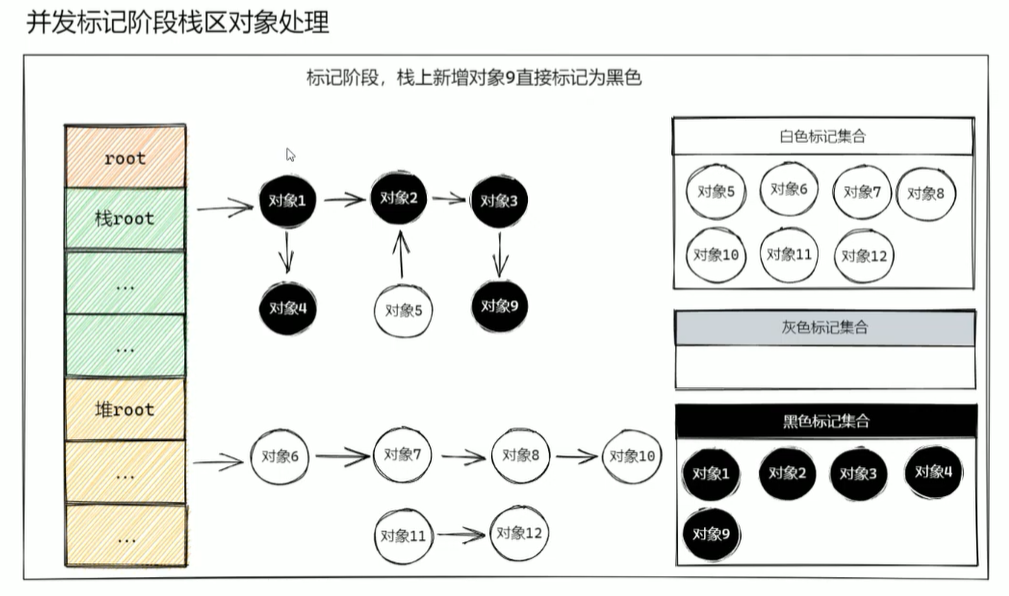 并发标记阶段栈区对象处理
标记阶段，栈上新增对象9直接标记为黑色
root
栈root
...
...
堆root
...
...
对象1
对象2
对象3
对象4
对象5
对象9
对象6
对象7
对象8
对象10
对象11
对象12
白色标记集合
对象5 对象6 对象7 对象8
对象10 对象11 对象12
灰色标记集合
黑色标记集合
对象1 对象2 对象3 对象4
对象9